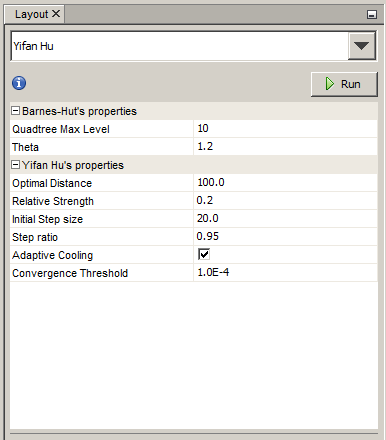 Layout
Yifan Hu
Run
Barnes-Hut's properties
Quadtree Max Level 10
Theta 1.2
Yifan Hu's properties
Optimal Distance 100.0
Relative Strength 0.2
Initial Step size 20.0
Step ratio 0.95
Adaptive Cooling
Convergence Threshold 1.0E-4